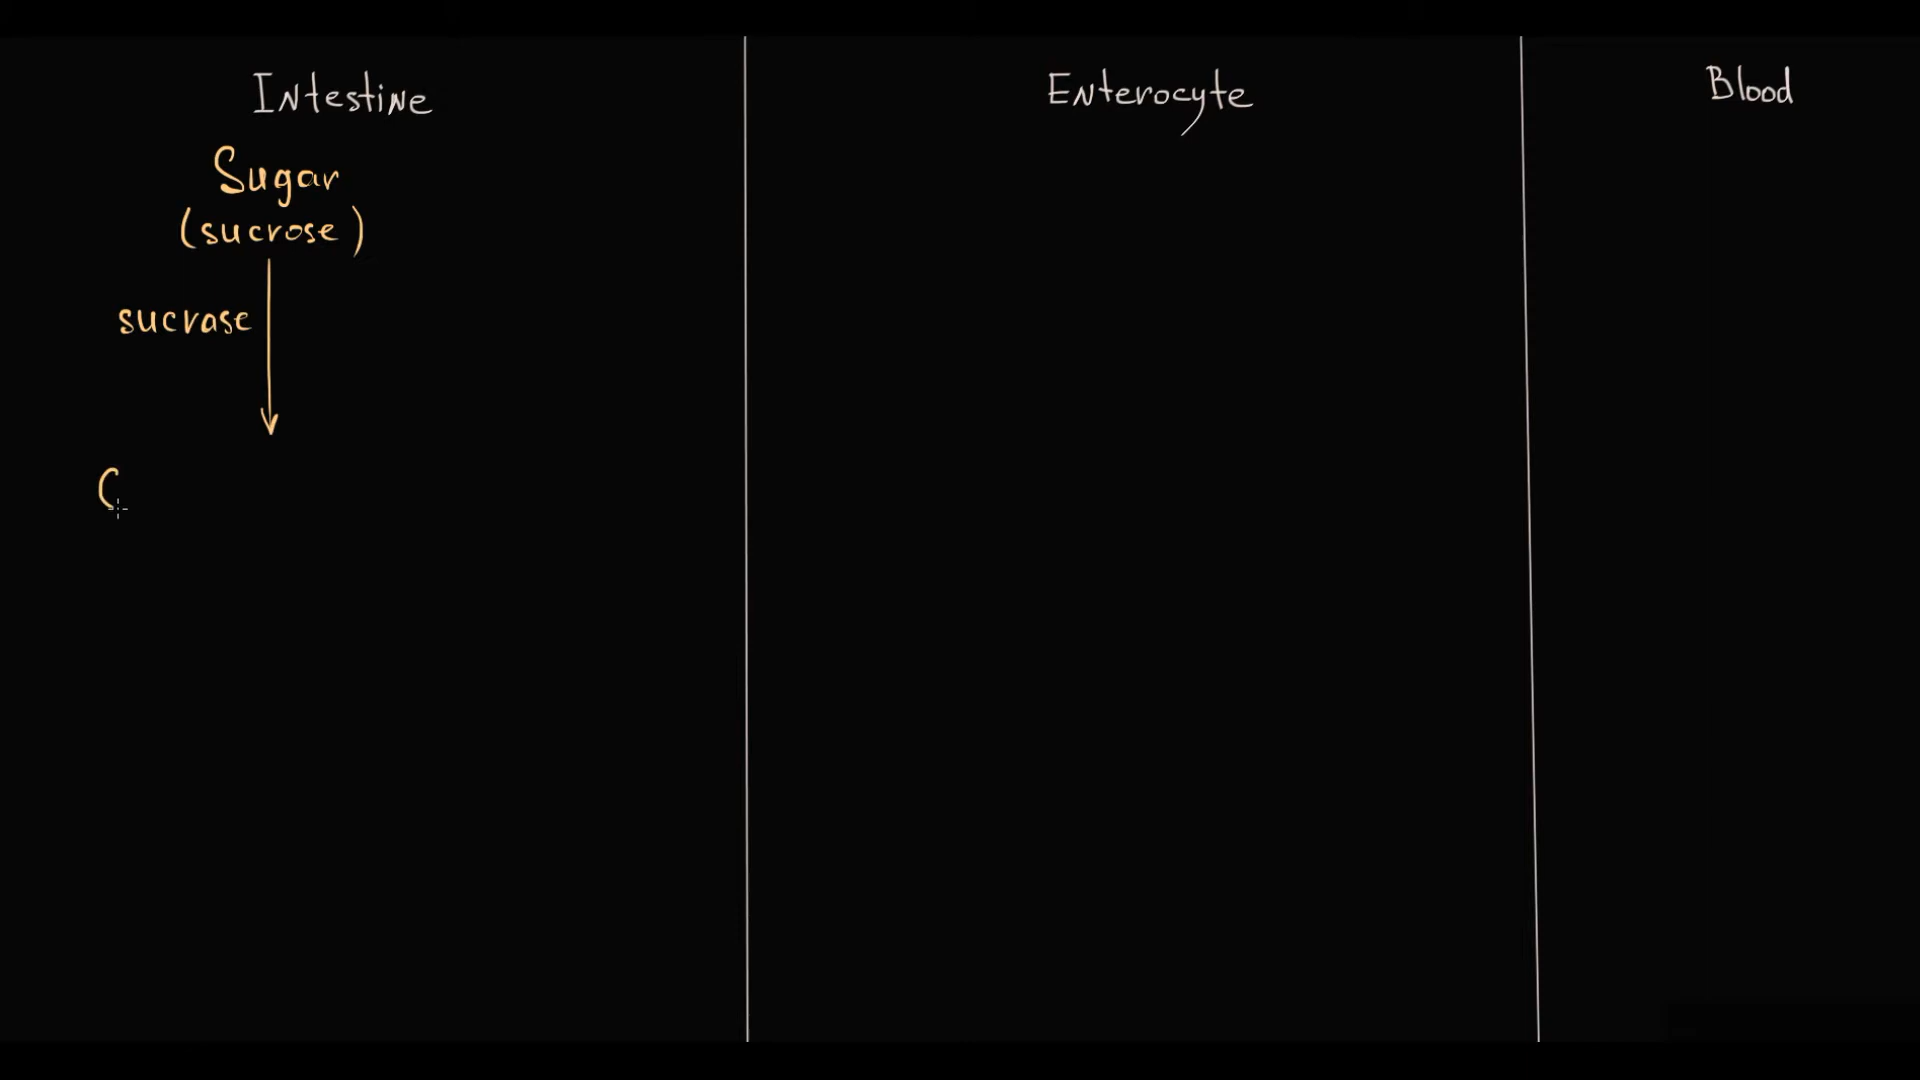 Intestine Enterocyte Blood
Sugar
(sucrose)
sucrase